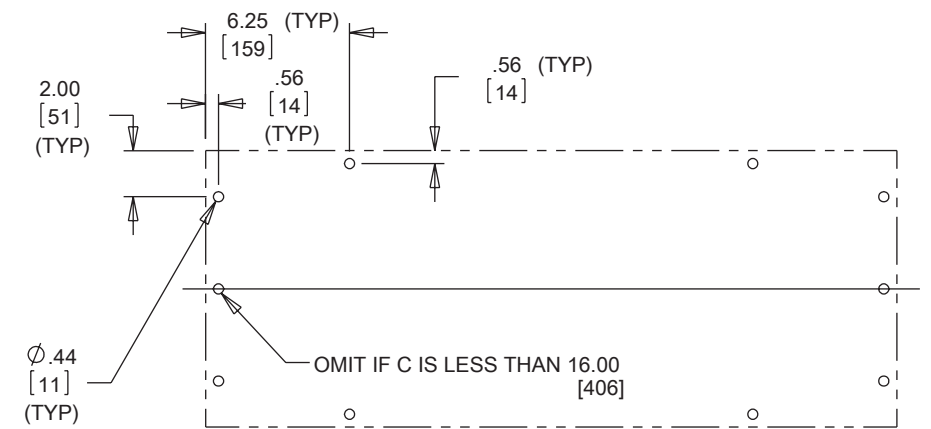 6.25 (TYP)
[159]
.56
[14]
(TYP)
.56 (TYP)
[14]
2.00
[51]
(TYP)
Ø.44
[11]
(TYP)
OMIT IF C IS LESS THAN 16.00
[406]